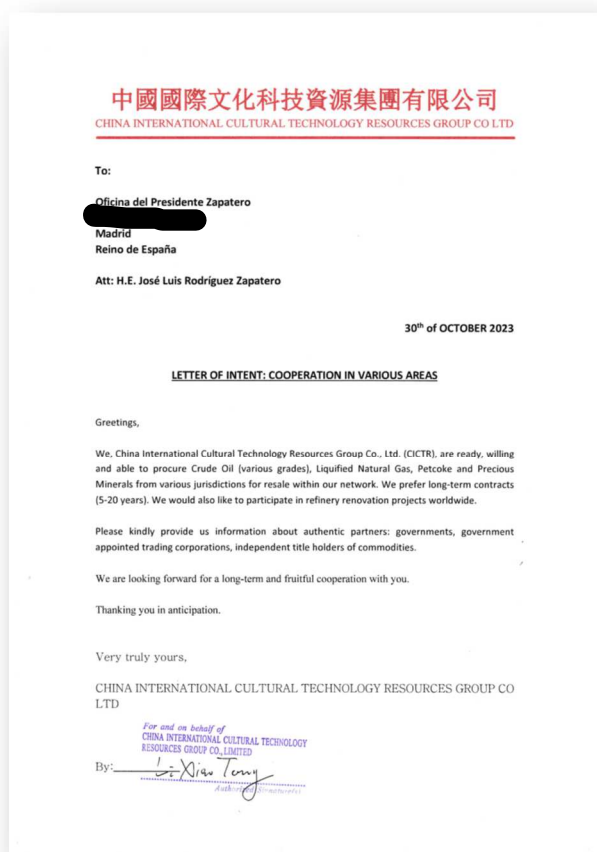 中國國際文化科技資源集團有限公司
CHINA INTERNATIONAL CULTURAL TECHNOLOGY RESOURCES GROUP CO LTD
To:
Oficina del Presidente Zapatero
Madrid
Reino de España
Att: H.E. José Luis Rodríguez Zapatero
30th of OCTOBER 2023
LETTER OF INTENT: COOPERATION IN VARIOUS AREAS
Greetings,
We, China International Cultural Technology Resources Group Co., Ltd. (CICTR), are ready, willing
and able to procure Crude Oil (various grades), Liquified Natural Gas, Petcoke and Precious
Minerals from various jurisdictions for resale within our network. We prefer long-term contracts
(5-20 years). We would also like to participate in refinery renovation projects worldwide.
Please kindly provide us information about authentic partners: governments, government
appointed trading corporations, independent title holders of commodities.
We are looking forward for a long-term and fruitful cooperation with you.
Thanking you in anticipation.
Very truly yours,
CHINA INTERNATIONAL CULTURAL TECHNOLOGY RESOURCES GROUP CO
LTD
For and on behalf of
CHINA INTERNATIONAL CULTURAL TECHNOLOGY
RESOURCES GROUP CO., LIMITED
By: Li Xiao Tong
Authorized Signature(s)